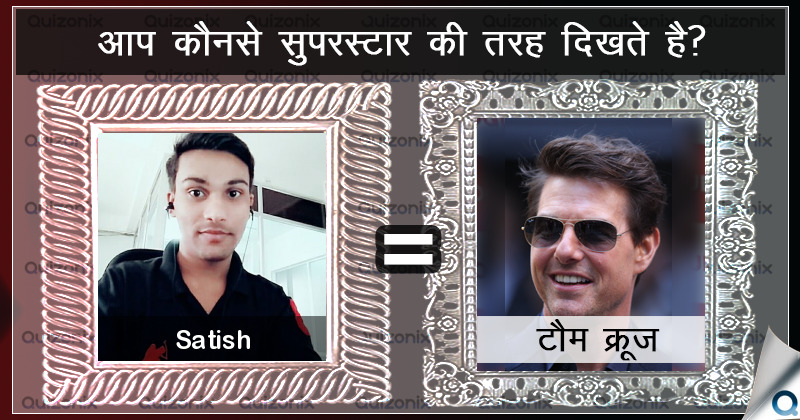 आप कौनसे सुपरस्टार की तरह दिखते है?
Satish
टौम क्रूज